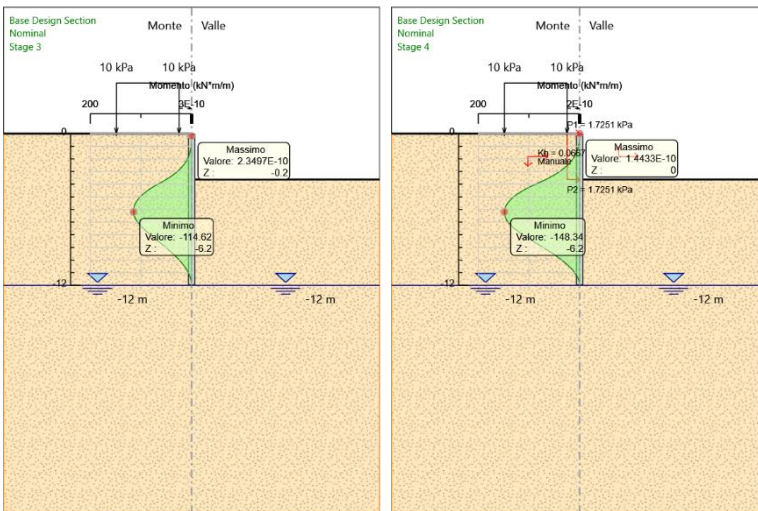 Base Design Section
Nominal
Stage 3
Monte Valle
10 kPa 10 kPa
Momento (kN*m/m)
200 3E-10
0
Massimo
Valore: 2.3497E-10
Z : -0.2
Minimo
Valore: -114.62
Z : -6.2
-12
-12 m -12 m
Base Design Section
Nominal
Stage 4
Monte Valle
10 kPa 10 kPa
Momento (kN*m/m)
200 2E-10
P1 = 1.7251 kPa
0
Massimo
Valore: 1.4433E-10
Z : 0
Kh = 0.0667
Manuale
P2 = 1.7251 kPa
Minimo
Valore: -148.34
Z : -6.2
-12
-12 m -12 m